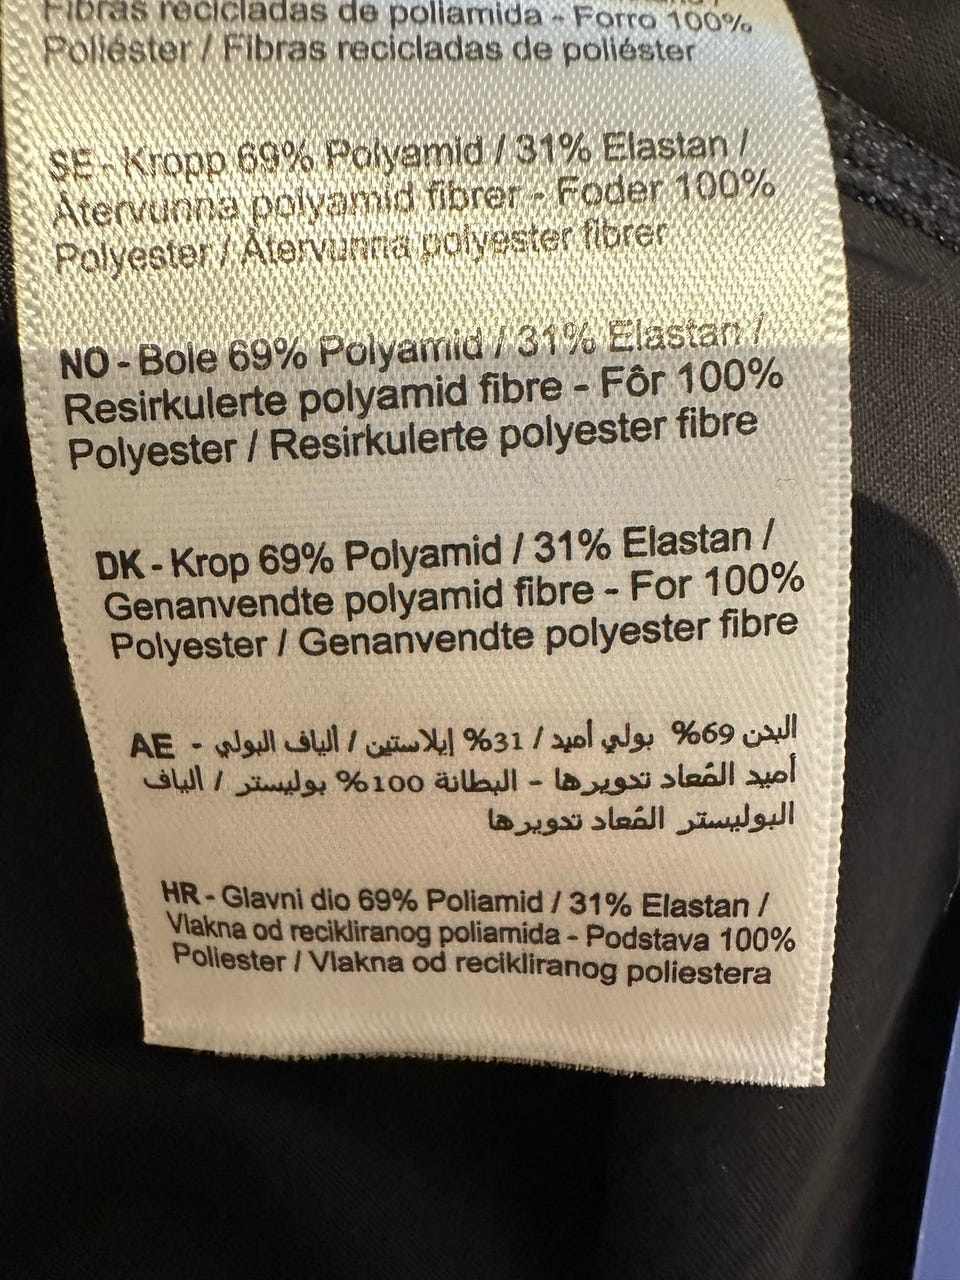 Fibras recicladas de poliamida - Forro 100%
Poliéster / Fibras recicladas de poliéster
SE - Kropp 69% Polyamid / 31% Elastan /
Återvunna polyamid fibrer - Foder 100%
Polyester / Återvunna polyester fibrer
NO - Bole 69% Polyamid / 31% Elastan /
Resirkulerte polyamid fibre - Fôr 100%
Polyester / Resirkulerte polyester fibre
DK - Krop 69% Polyamid / 31% Elastan /
Genanvendte polyamid fibre - For 100%
Polyester / Genanvendte polyester fibre
AE - البدن 69% بولي أميد / 31% إيلاستين / ألياف البولي
أميد المُعاد تدويرها - البطانة 100% بوليستر / ألياف
البوليستر المُعاد تدويرها
HR - Glavni dio 69% Poliamid / 31% Elastan /
Vlakna od recikliranog poliamida - Podstava 100%
Poliester / Vlakna od recikliranog poliestera